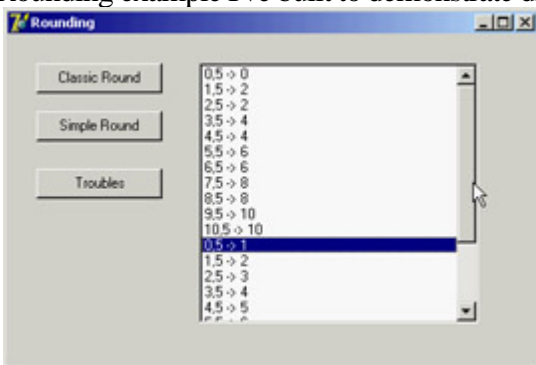 Rounding example I've built to demonstrate
Rounding
Classic Round
Simple Round
Troubles
0,5 -> 0
1,5 -> 2
2,5 -> 2
3,5 -> 4
4,5 -> 4
5,5 -> 6
6,5 -> 6
7,5 -> 8
8,5 -> 8
9,5 -> 10
10,5 -> 10
0,5 -> 1
1,5 -> 2
2,5 -> 3
3,5 -> 4
4,5 -> 5